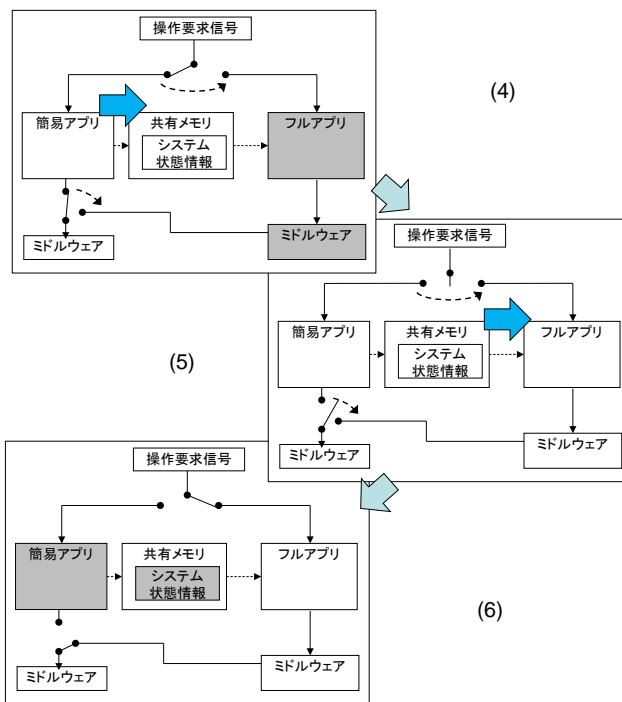 操作要求信号
(4)
簡易アプリ
共有メモリ
フルアプリ
システム
状態情報
ミドルウェア
ミドルウェア
操作要求信号
(5)
簡易アプリ
共有メモリ
フルアプリ
システム
状態情報
ミドルウェア
ミドルウェア
操作要求信号
(6)
簡易アプリ
共有メモリ
フルアプリ
システム
状態情報
ミドルウェア
ミドルウェア